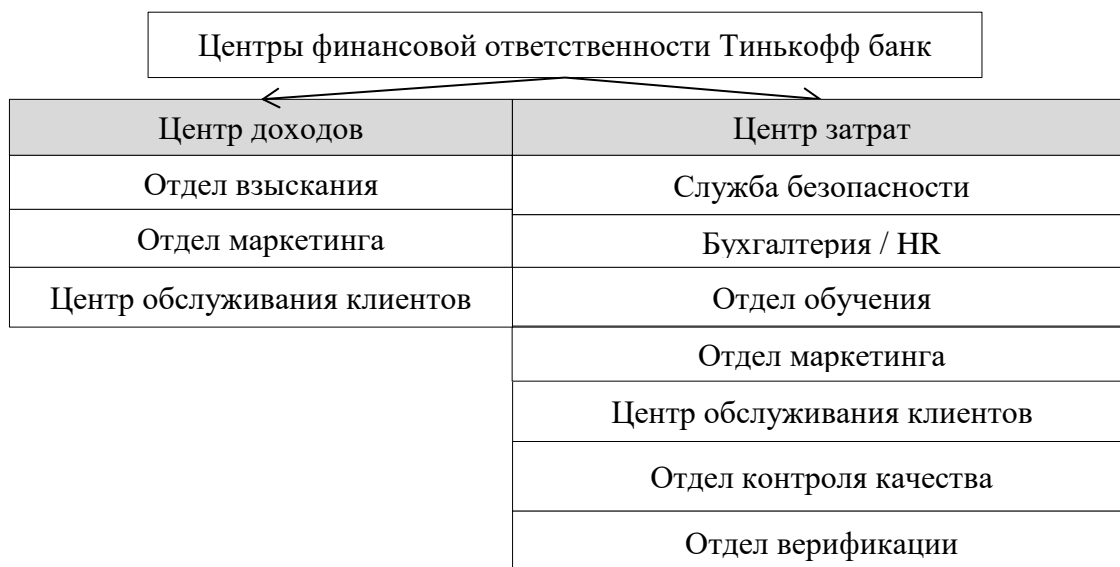 Центры финансовой ответственности Тинькофф банк
Центр доходов
Центр затрат
Отдел взыскания
Служба безопасности
Отдел маркетинга
Бухгалтерия / HR
Центр обслуживания клиентов
Отдел обучения
Отдел маркетинга
Центр обслуживания клиентов
Отдел контроля качества
Отдел верификации